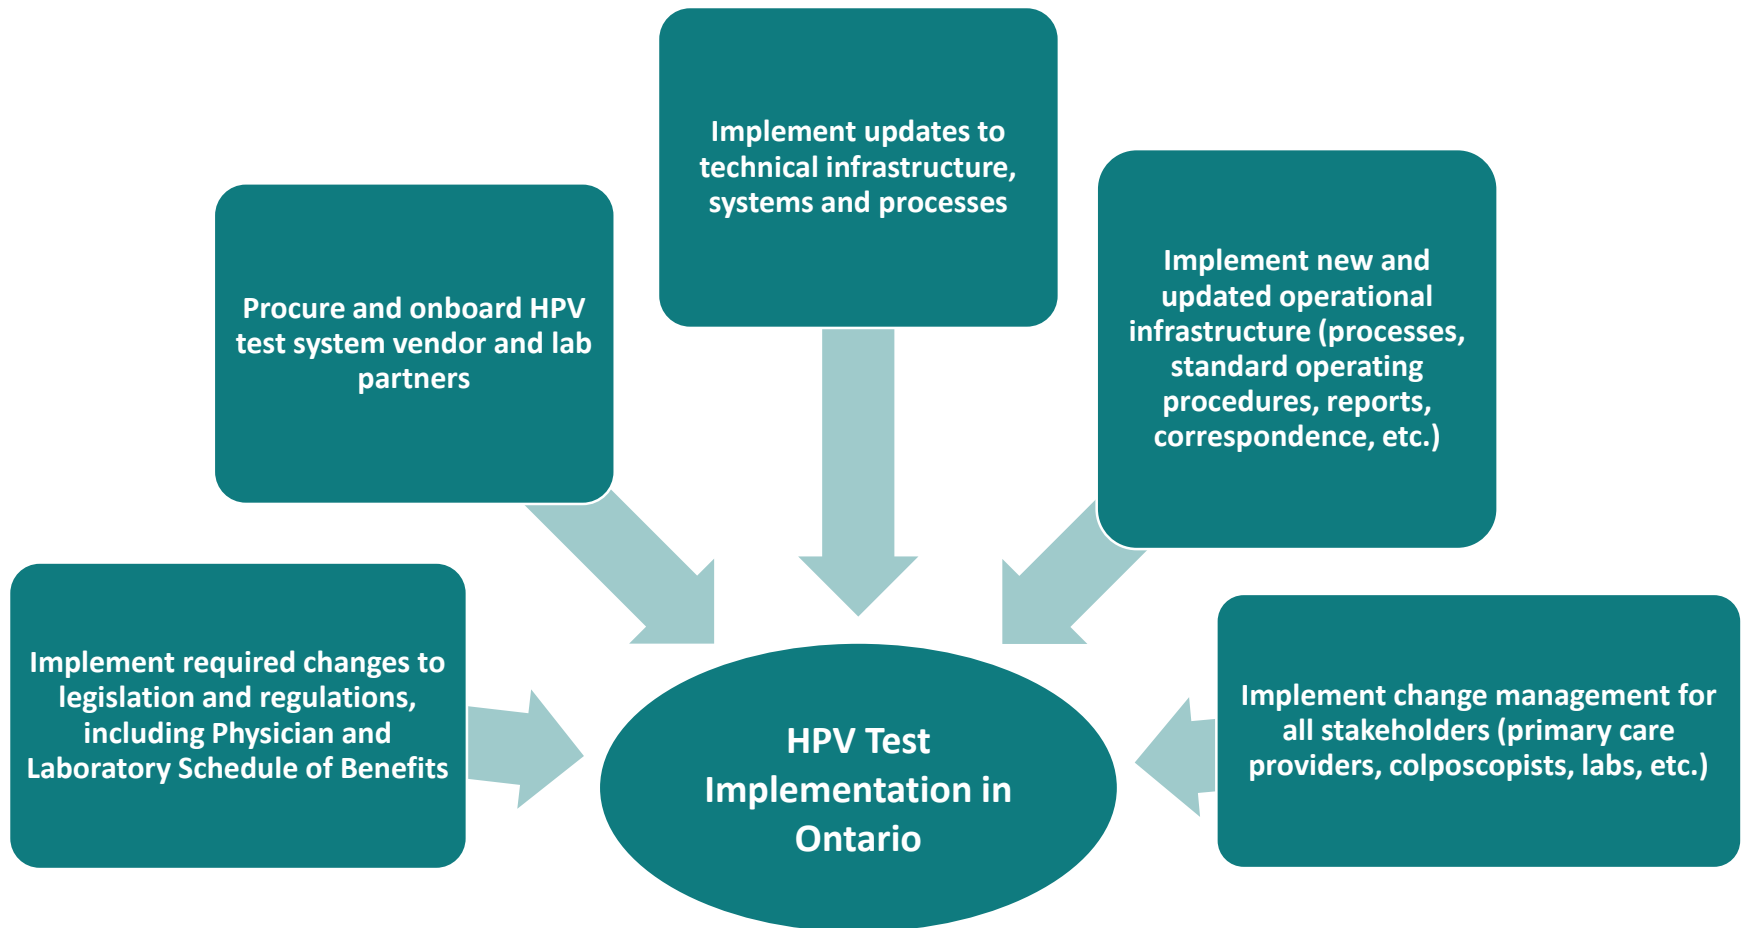 Implement updates to
technical infrastructure,
systems and processes
Procure and onboard HPV
test system vendor and lab
partners
Implement new and
updated operational
infrastructure (processes,
standard operating
procedures, reports,
correspondence, etc.)
Implement required changes to
legislation and regulations,
including Physician and
Laboratory Schedule of Benefits
Implement change management for
all stakeholders (primary care
providers, colposcopists, labs, etc.)
HPV Test
Implementation in
Ontario